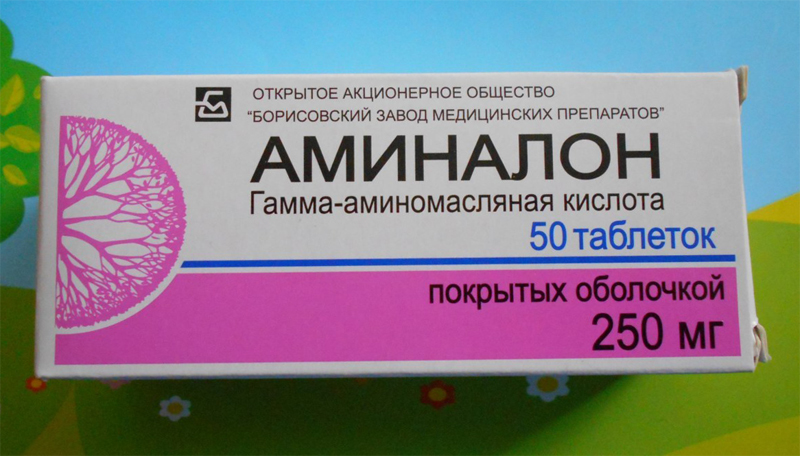 ОТКРЫТОЕ АКЦИОНЕРНОЕ ОБЩЕСТВО
"БОРИСОВСКИЙ ЗАВОД МЕДИЦИНСКИХ ПРЕПАРАТОВ"
АМИНАЛОН
Гамма-аминомасляная кислота
50 таблеток
покрытых оболочкой
250 мг